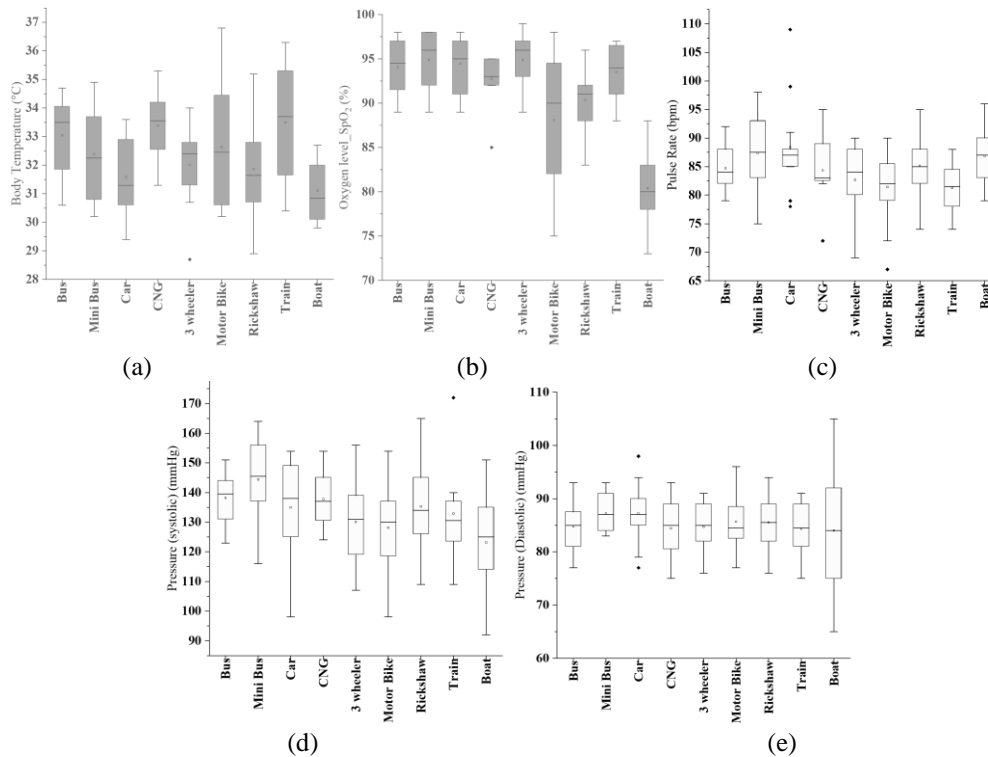 Body Temperature (°C)
37
36
35
34
33
32
31
30
29
28
Bus
Mini Bus
Car
CNG
3 wheeler
Motor Bike
Rickshaw
Train
Boat
(a)
Oxygen level_SpO₂ (%)
100
95
90
85
80
75
70
Bus
Mini Bus
Car
CNG
3 wheeler
Motor Bike
Rickshaw
Train
Boat
(b)
Pulse Rate (bpm)
110
105
100
95
90
85
80
75
70
65
Bus
Mini Bus
Car
CNG
3 wheeler
Motor Bike
Rickshaw
Train
Boat
(c)
Pressure (systolic) (mmHg)
170
160
150
140
130
120
110
100
90
Bus
Mini Bus
Car
CNG
3 wheeler
Motor Bike
Rickshaw
Train
Boat
(d)
Pressure (Diastolic) (mmHg)
110
100
90
80
70
60
Bus
Mini Bus
Car
CNG
3 wheeler
Motor Bike
Rickshaw
Train
Boat
(e)